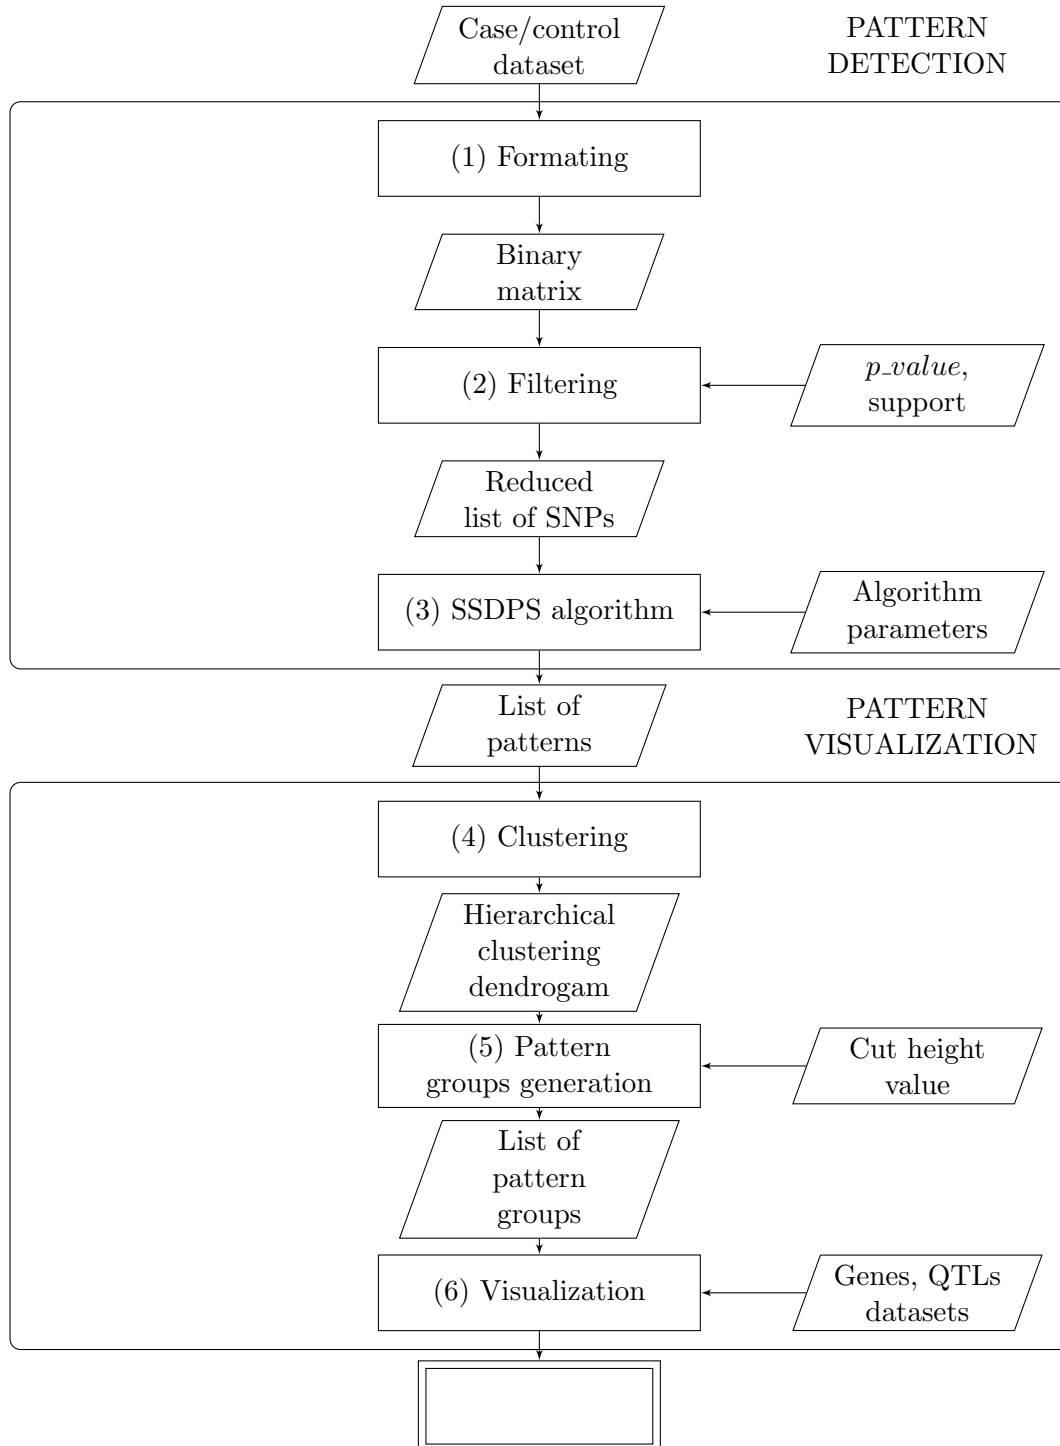 Case/control
dataset
PATTERN
DETECTION
(1) Formating
Binary
matrix
(2) Filtering
p_value,
support
Reduced
list of SNPs
(3) SSDPS algorithm
Algorithm
parameters
List of
patterns
PATTERN
VISUALIZATION
(4) Clustering
Hierarchical
clustering
dendrogam
(5) Pattern
groups generation
Cut height
value
List of
pattern
groups
(6) Visualization
Genes, QTLs
datasets